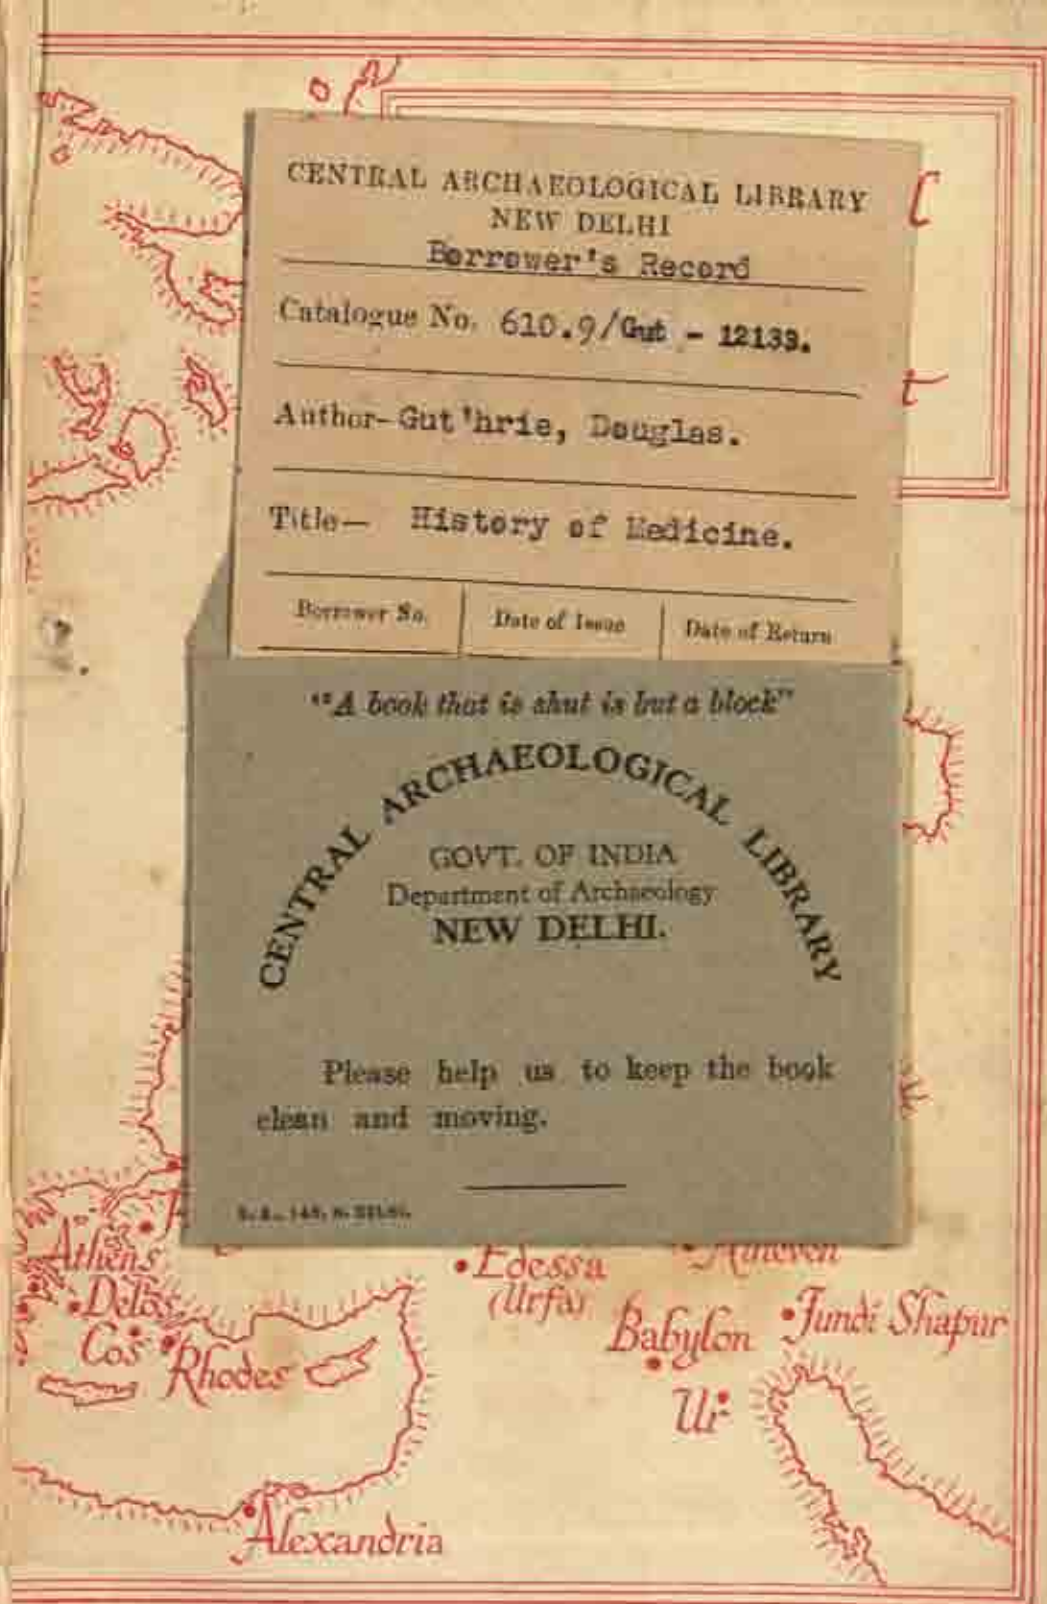 CENTRAL ARCHAEOLOGICAL LIBRARY
NEW DELHI
Borrower's Record
Catalogue No. 610.9/Gut - 12133.
Author- Gut'hrie, Douglas.
Title— History of Medicine.
Borrower No. Date of Issue Date of Return
"A book that is shut is but a block"
CENTRAL ARCHAEOLOGICAL LIBRARY
GOVT. OF INDIA
Department of Archaeology
NEW DELHI.
Please help us to keep the book
clean and moving.
Athens
Delos
Cos
Rhodes
Edessa
(Urfa)
Nineveh
Babylon
Jundi Shapur
Ur
Alexandria